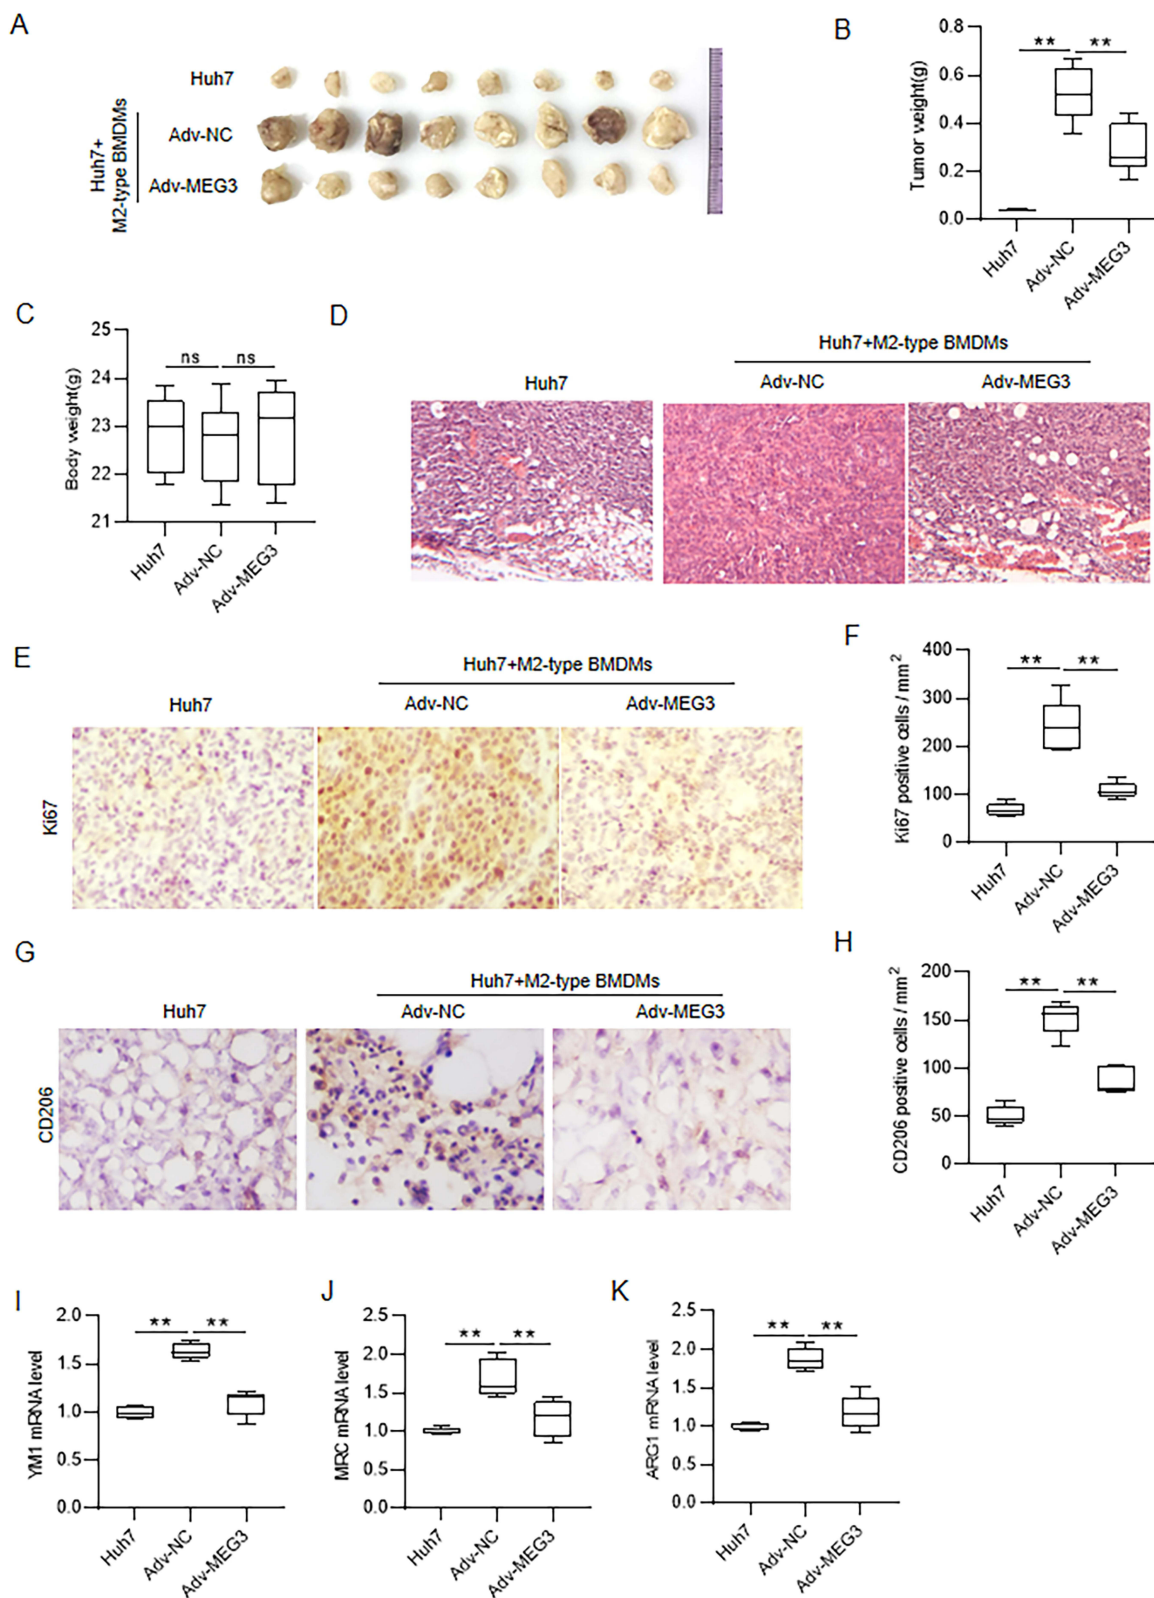 A
Huh7
Adv-NC
Adv-MEG3
Huh7+
M2-type BMDMs
B
Tumor weight(g)
0.8
0.6
0.4
0.2
0.0
** **
Huh7
Adv-NC
Adv-MEG3
C
Body weight(g)
25
24
23
22
21
ns ns
Huh7
Adv-NC
Adv-MEG3
D
Huh7+M2-type BMDMs
Huh7
Adv-NC
Adv-MEG3
E
Huh7+M2-type BMDMs
Huh7
Adv-NC
Adv-MEG3
Ki67
F
Ki67 positive cells / mm²
400
300
200
100
0
** **
Huh7
Adv-NC
Adv-MEG3
G
Huh7+M2-type BMDMs
Huh7
Adv-NC
Adv-MEG3
CD206
H
CD206 positive cells / mm²
200
150
100
50
0
** **
Huh7
Adv-NC
Adv-MEG3
I
YM1 mRNA level
2.0
1.5
1.0
0.5
0.0
** **
Huh7
Adv-NC
Adv-MEG3
J
MRC mRNA level
2.5
2.0
1.5
1.0
0.5
0.0
** **
Huh7
Adv-NC
Adv-MEG3
K
ARG1 mRNA level
2.5
2.0
1.5
1.0
0.5
0.0
** **
Huh7
Adv-NC
Adv-MEG3